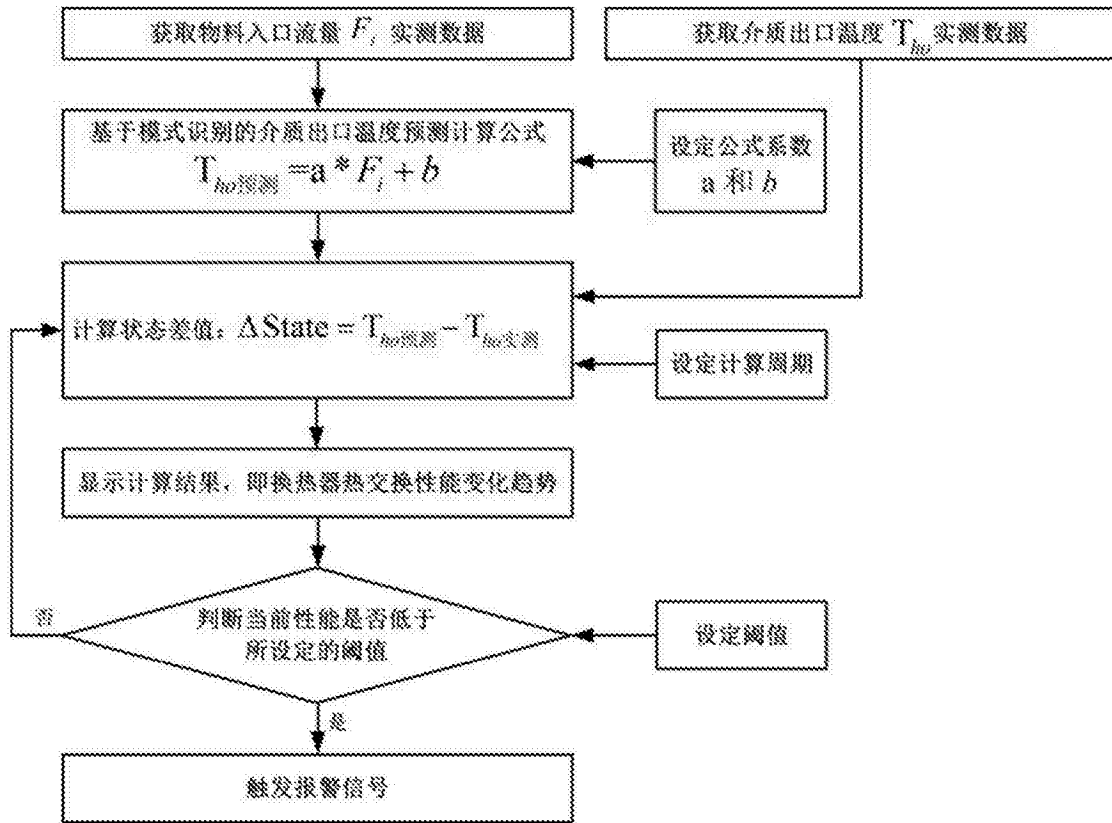 获取物料入口流量 F_i 实测数据
获取介质出口温度 T_ho 实测数据
基于模式识别的介质出口温度预测计算公式
T_ho预测 =a * F_i + b
设定公式系数
a 和 b
计算状态差值：ΔState = T_ho预测 − T_ho实测
设定计算周期
显示计算结果，即换热器热交换性能变化趋势
否
判断当前性能是否低于
所设定的阈值
设定阈值
是
触发报警信号